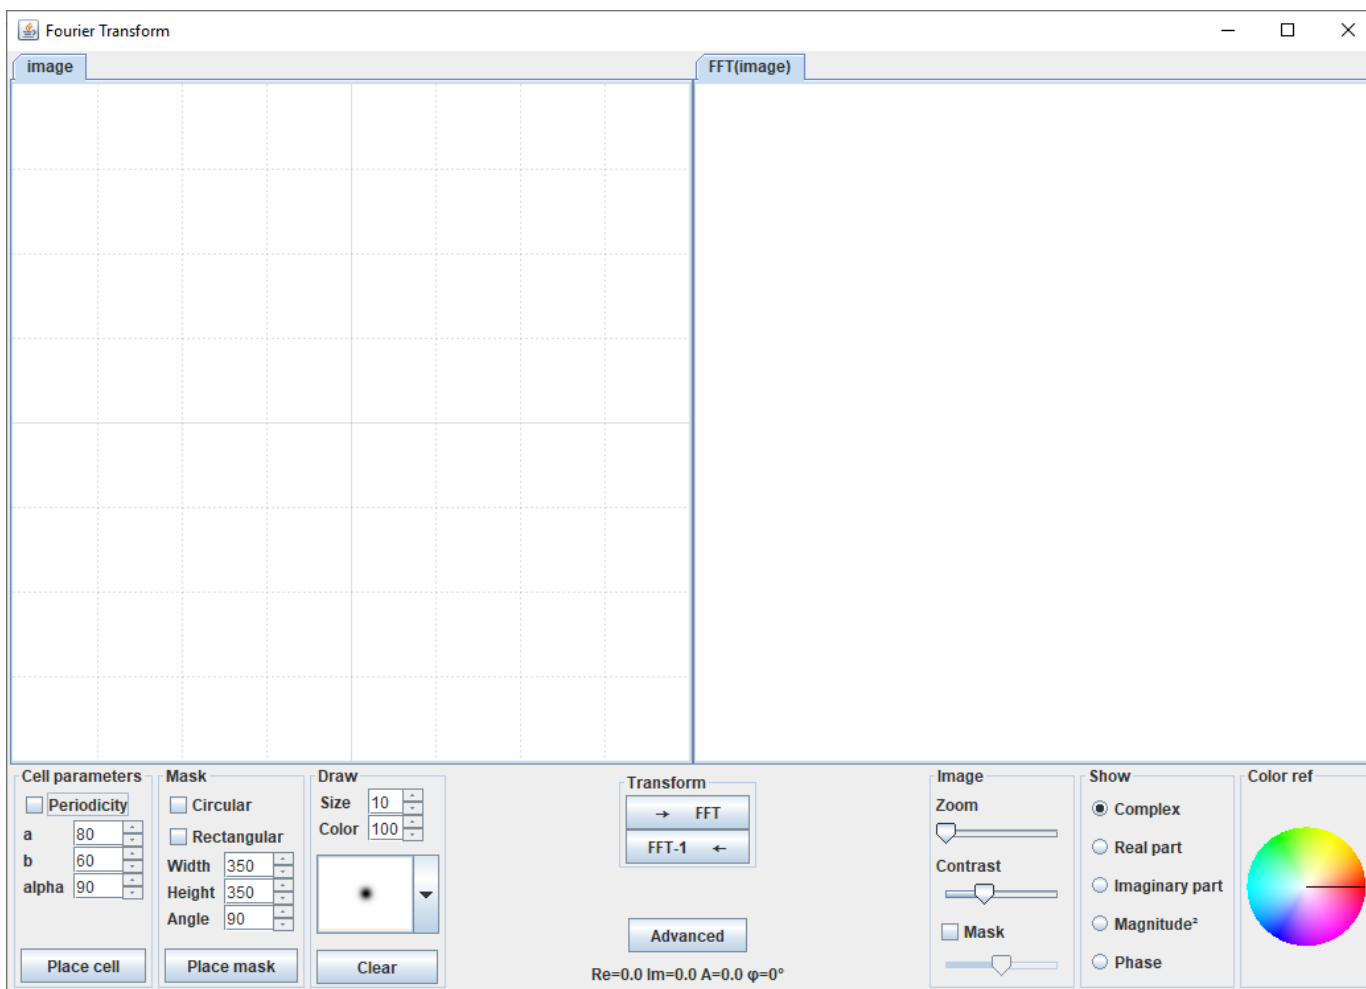 Fourier Transform
image
FFT(image)
Cell parameters
Periodicity
a 80
b 60
alpha 90
Place cell
Mask
Circular
Rectangular
Width 350
Height 350
Angle 90
Place mask
Draw
Size 10
Color 100
Clear
Transform
→ FFT
FFT-1 ←
Advanced
Re=0.0 Im=0.0 A=0.0 φ=0°
Image
Zoom
Contrast
Mask
Show
Complex
Real part
Imaginary part
Magnitude²
Phase
Color ref